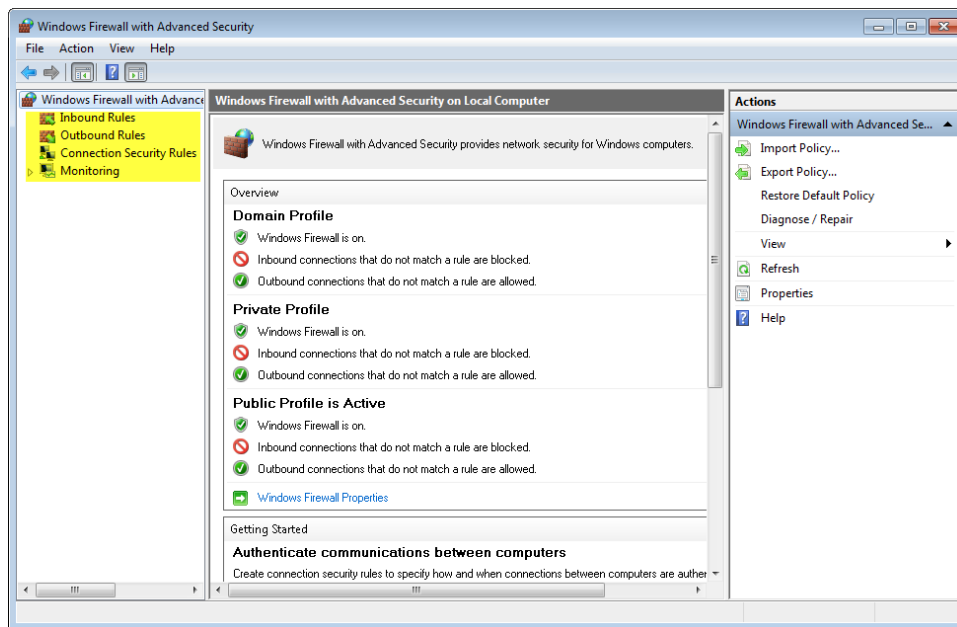 Windows Firewall with Advanced Security
File Action View Help
Windows Firewall with Advance
Inbound Rules
Outbound Rules
Connection Security Rules
Monitoring
Windows Firewall with Advanced Security on Local Computer
Windows Firewall with Advanced Security provides network security for Windows computers.
Overview
Domain Profile
Windows Firewall is on.
Inbound connections that do not match a rule are blocked.
Outbound connections that do not match a rule are allowed.
Private Profile
Windows Firewall is on.
Inbound connections that do not match a rule are blocked.
Outbound connections that do not match a rule are allowed.
Public Profile is Active
Windows Firewall is on.
Inbound connections that do not match a rule are blocked.
Outbound connections that do not match a rule are allowed.
Windows Firewall Properties
Getting Started
Authenticate communications between computers
Create connection security rules to specify how and when connections between computers are auther
Actions
Windows Firewall with Advanced Se...
Import Policy...
Export Policy...
Restore Default Policy
Diagnose / Repair
View
Refresh
Properties
Help